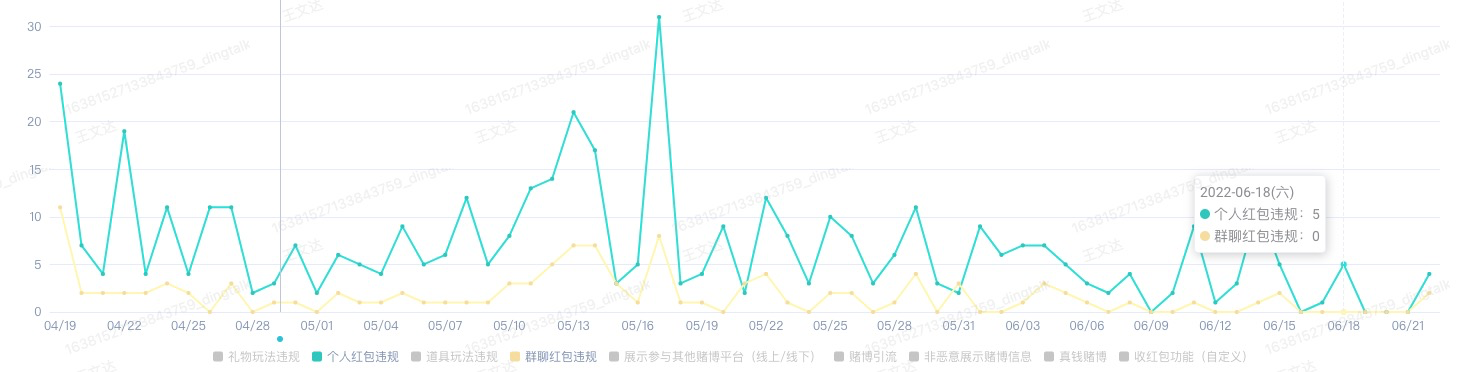 30
25
20
15
10
5
0
2022-06-18(六)
个人红包违规： 5
群聊红包违规： 0
04/19 04/22 04/25 04/28 05/01 05/04 05/07 05/10 05/13 05/16 05/19 05/22 05/25 05/28 05/31 06/03 06/06 06/09 06/12 06/15 06/18 06/21
礼物玩法违规 个人红包违规 道具玩法违规 群聊红包违规 展示参与其他赌博平台（线上/线下） 赌博引流 非恶意展示赌博信息 真钱赌博 收红包功能（自定义）
王文达
16381527133843759_dingtalk